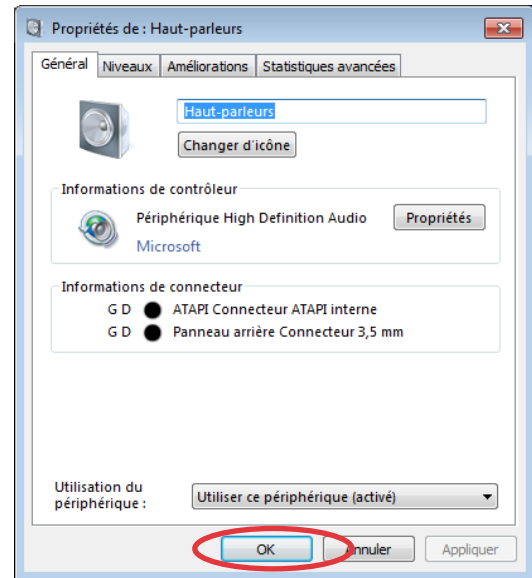 Propriétés de : Haut-parleurs
Général Niveaux Améliorations Statistiques avancées
Haut-parleurs
Changer d'icône
Informations de contrôleur
Périphérique High Definition Audio Propriétés
Microsoft
Informations de connecteur
G D ATAPI Connecteur ATAPI interne
G D Panneau arrière Connecteur 3,5 mm
Utilisation du
périphérique : Utiliser ce périphérique (activé)
OK Annuler Appliquer